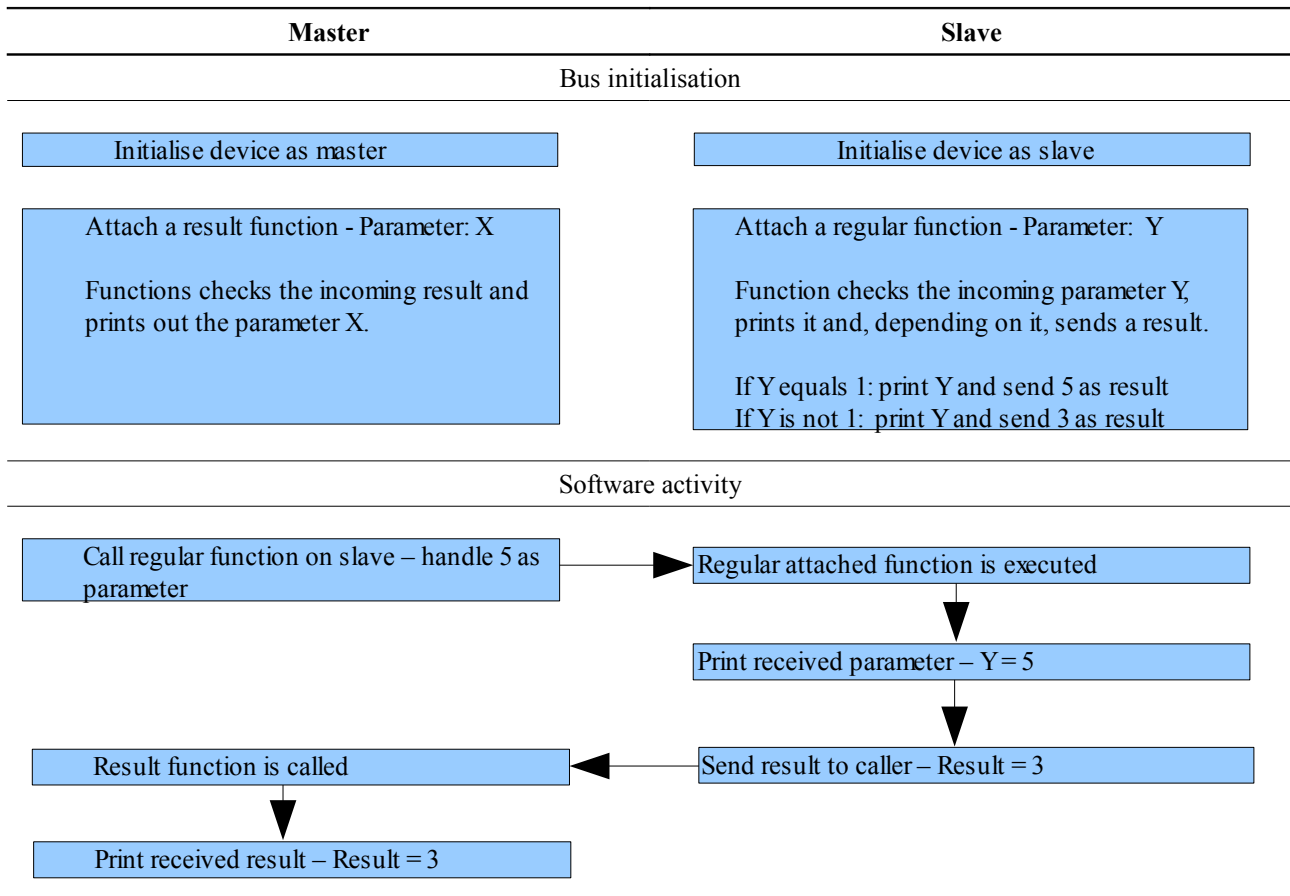 Master
Slave
Bus initialisation
Initialise device as master
Initialise device as slave
Attach a result function - Parameter: X
Functions checks the incoming result and
prints out the parameter X.
Attach a regular function - Parameter: Y
Function checks the incoming parameter Y,
prints it and, depending on it, sends a result.
If Y equals 1: print Y and send 5 as result
If Y is not 1: print Y and send 3 as result
Software activity
Call regular function on slave – handle 5 as
parameter
Regular attached function is executed
Print received parameter – Y = 5
Send result to caller – Result = 3
Result function is called
Print received result – Result = 3